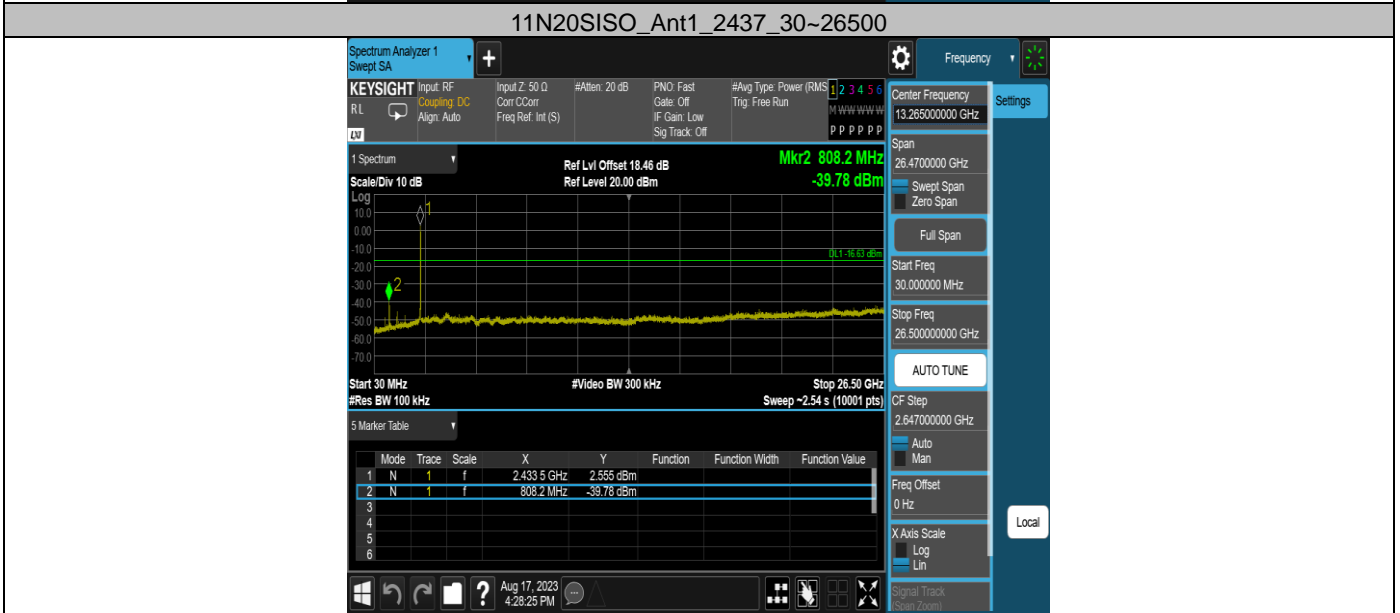 11N20SISO_Ant1_2437_30~26500
Spectrum Analyzer 1
Swept SA
+
Frequency
KEYSIGHT
RL
LXI
Input: RF
Coupling: DC
Align: Auto
Input Z: 50 Ω
Corr CCorr
Freq Ref: Int (S)
#Atten: 20 dB
PNO: Fast
Gate: Off
IF Gain: Low
Sig Track: Off
#Avg Type: Power (RMS
Trig: Free Run
1 2 3 4 5 6
M W W W W W
P P P P P P
Center Frequency
13.265000000 GHz
Settings
Span
26.4700000 GHz
Swept Span
Zero Span
Full Span
Start Freq
30.000000 MHz
Stop Freq
26.500000000 GHz
AUTO TUNE
CF Step
2.647000000 GHz
Auto
Man
Freq Offset
0 Hz
X Axis Scale
Log
Lin
Signal Track
(Span Zoom)
Local
1 Spectrum
Scale/Div 10 dB
Ref Lvl Offset 18.46 dB
Ref Level 20.00 dBm
Mkr2 808.2 MHz
-39.78 dBm
Log
10.0
0.00
-10.0
-20.0
-30.0
-40.0
-50.0
-60.0
-70.0
1
2
DL1 -16.63 dBm
Start 30 MHz
#Res BW 100 kHz
#Video BW 300 kHz
Stop 26.50 GHz
Sweep ~2.54 s (10001 pts)
5 Marker Table
Mode Trace Scale X Y Function Function Width Function Value
1 N 1 f 2.433 5 GHz 2.555 dBm
2 N 1 f 808.2 MHz -39.78 dBm
3
4
5
6
?
Aug 17, 2023
4:28:25 PM